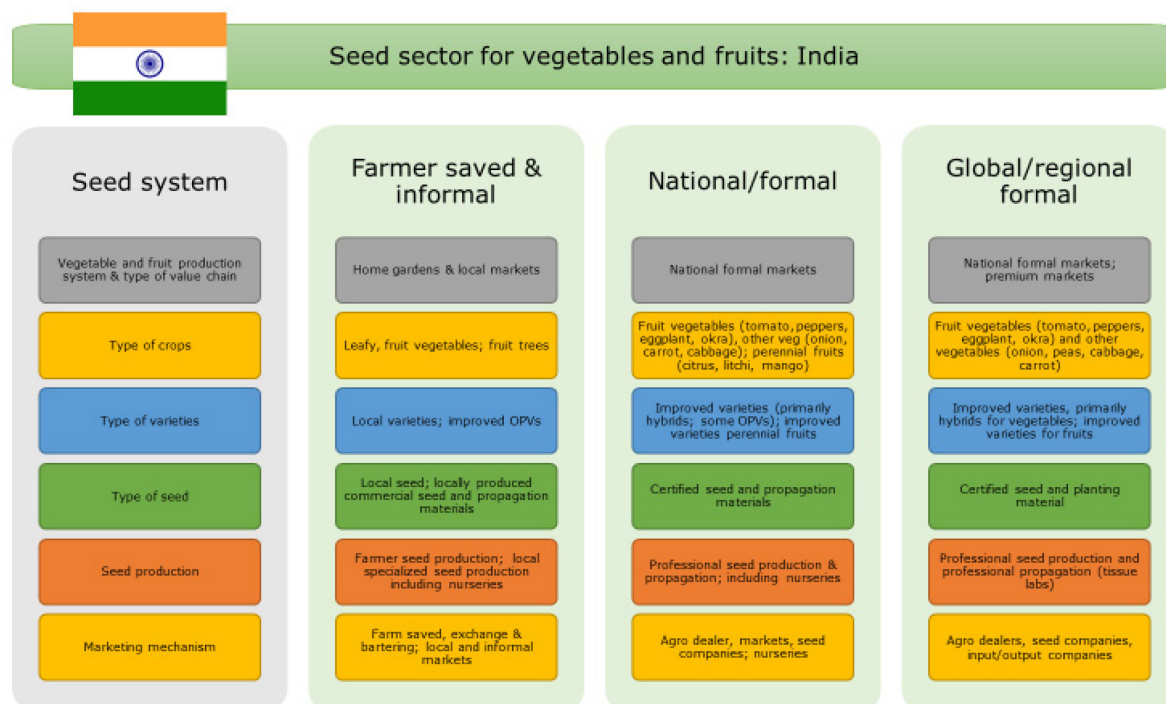 Seed sector for vegetables and fruits: India
Seed system
Farmer saved &
informal
National/formal
Global/regional
formal
Vegetable and fruit production
system & type of value chain
Home gardens & local markets
National formal markets
National formal markets;
premium markets
Type of crops
Leafy, fruit vegetables; fruit trees
Fruit vegetables (tomato, peppers,
eggplant, okra), other veg (onion,
carrot, cabbage); perennial fruits
(citrus, litchi, mango)
Fruit vegetables (tomato, peppers,
eggplant, okra) and other
vegetables (onion, peas, cabbage,
carrot)
Type of varieties
Local varieties; improved OPVs
Improved varieties (primarily
hybrids; some OPVs); improved
varieties perennial fruits
Improved varieties, primarily
hybrids for vegetables; improved
varieties for fruits
Type of seed
Local seed; locally produced
commercial seed and propagation
materials
Certified seed and propagation
materials
Certified seed and planting
material
Seed production
Farmer seed production; local
specialized seed production
including nurseries
Professional seed production &
propagation; including nurseries
Professional seed production and
professional propagation (tissue
labs)
Marketing mechanism
Farm saved, exchange &
bartering; local and informal
markets
Agro dealer, markets, seed
companies; nurseries
Agro dealers, seed companies,
input/output companies